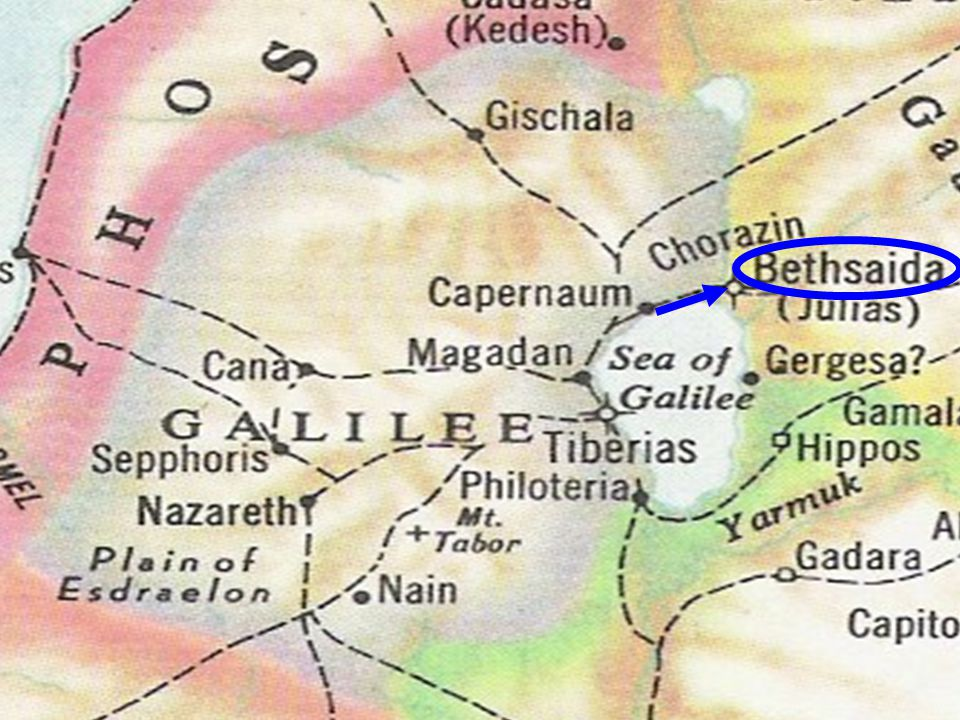 (Kedesh)
P H O S
Gischala
Chorazin
Bethsaida
(Julias)
Capernaum
Magadan
Sea of
Galilee
Gergesa?
Cana
GALILEE
Gamala
Tiberias
Hippos
Sepphoris
Philoteria
Nazareth
Mt.
Tabor
Yarmuk
Plain of
Esdraelon
Gadara
Nain
Capito